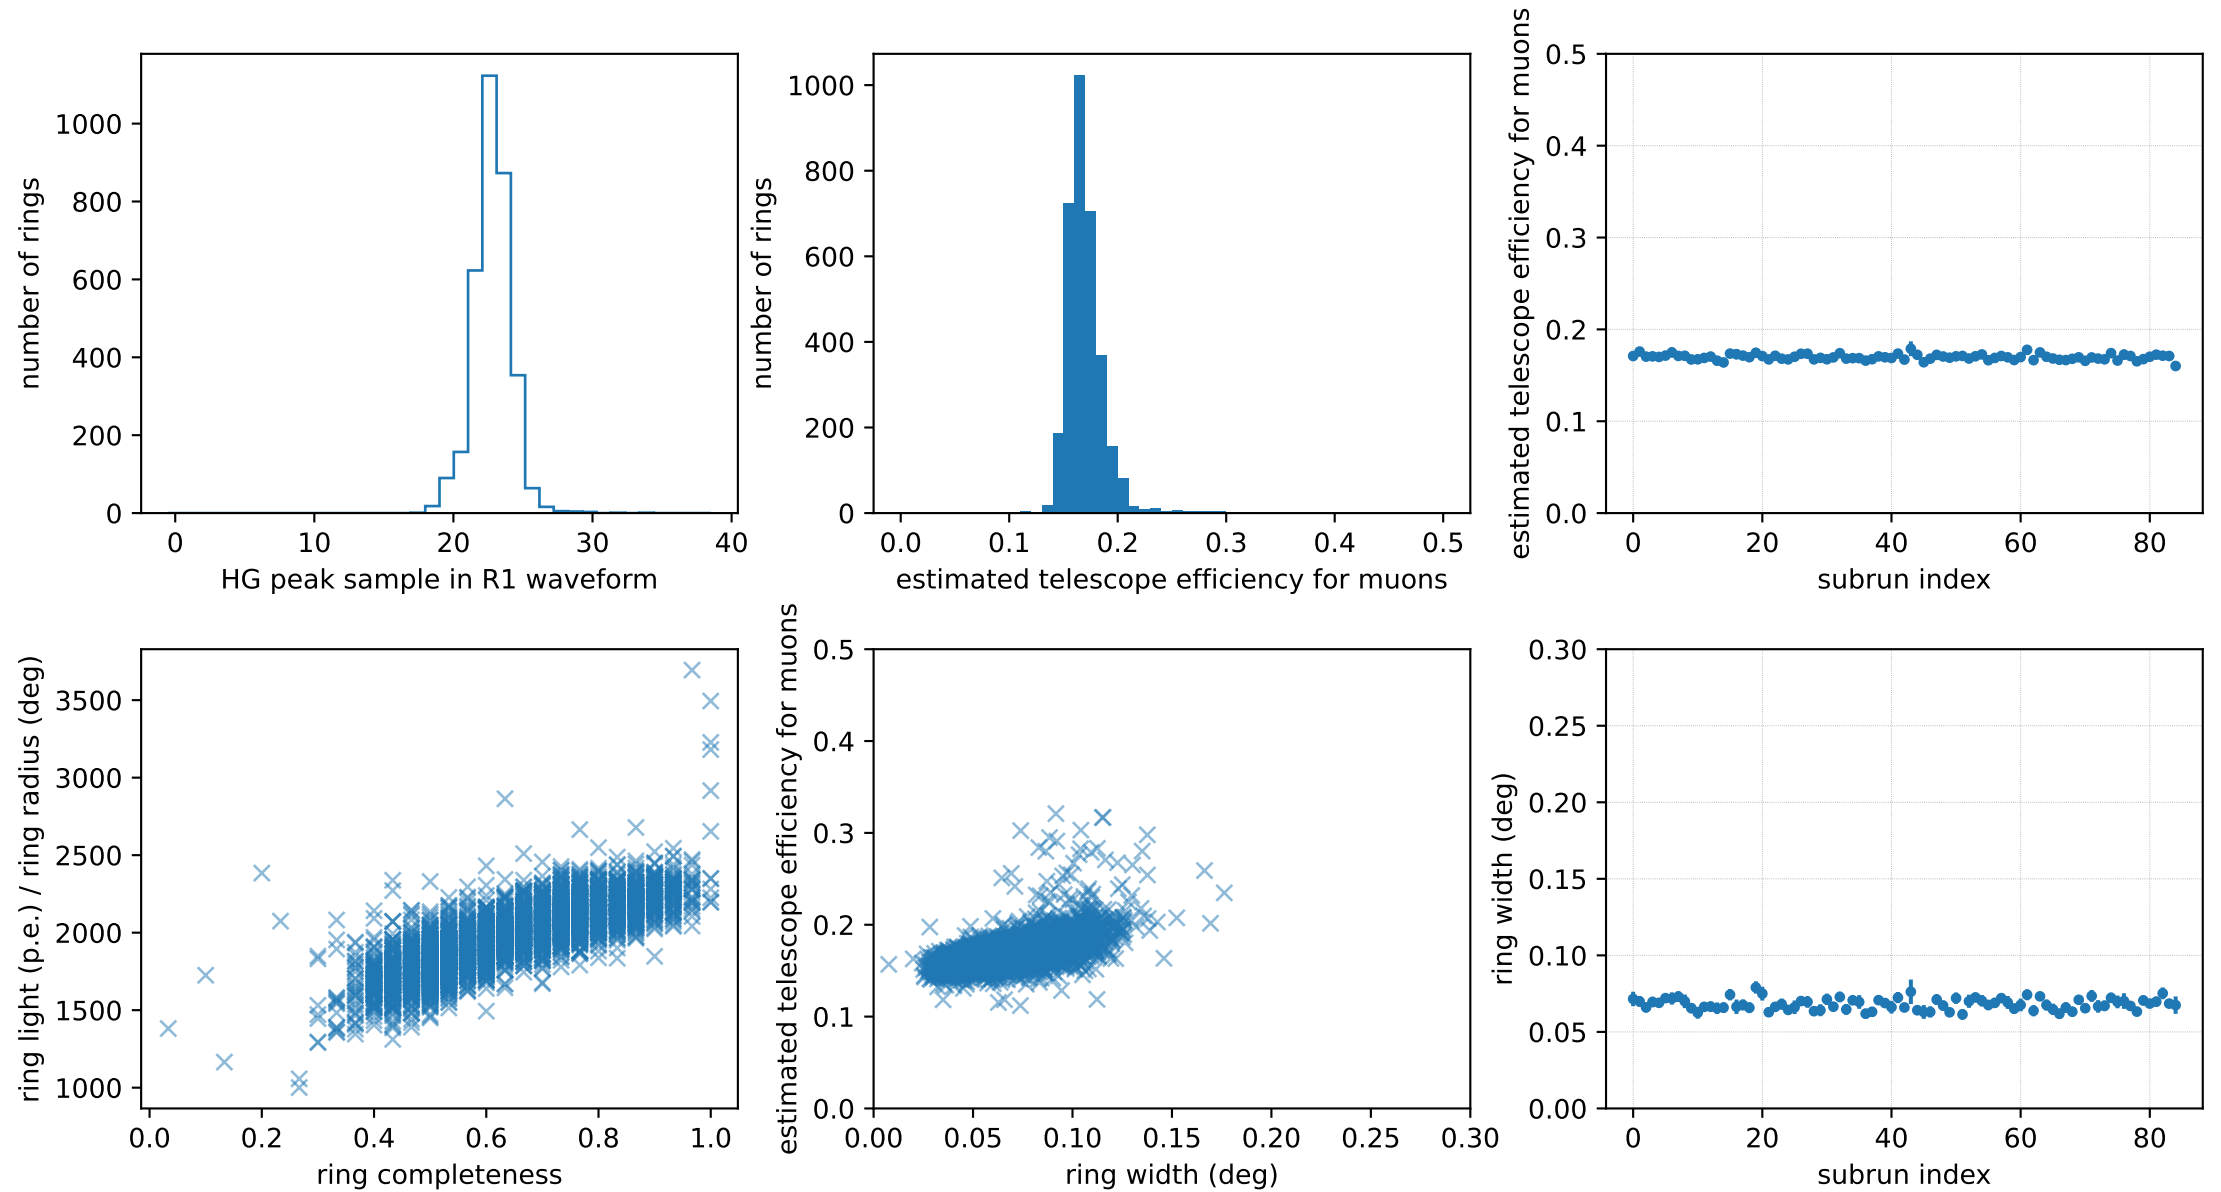 number of rings
1000
800
600
400
200
0
0 10 20 30 40
HG peak sample in R1 waveform
number of rings
1000
800
600
400
200
0
0.0 0.1 0.2 0.3 0.4 0.5
estimated telescope efficiency for muons
estimated telescope efficiency for muons
0.5
0.4
0.3
0.2
0.1
0.0
0 20 40 60 80
subrun index
ring light (p.e.) / ring radius (deg)
3500
3000
2500
2000
1500
1000
0.0 0.2 0.4 0.6 0.8 1.0
ring completeness
estimated telescope efficiency for muons
0.5
0.4
0.3
0.2
0.1
0.0
0.00 0.05 0.10 0.15 0.20 0.25 0.30
ring width (deg)
ring width (deg)
0.30
0.25
0.20
0.15
0.10
0.05
0.00
0 20 40 60 80
subrun index